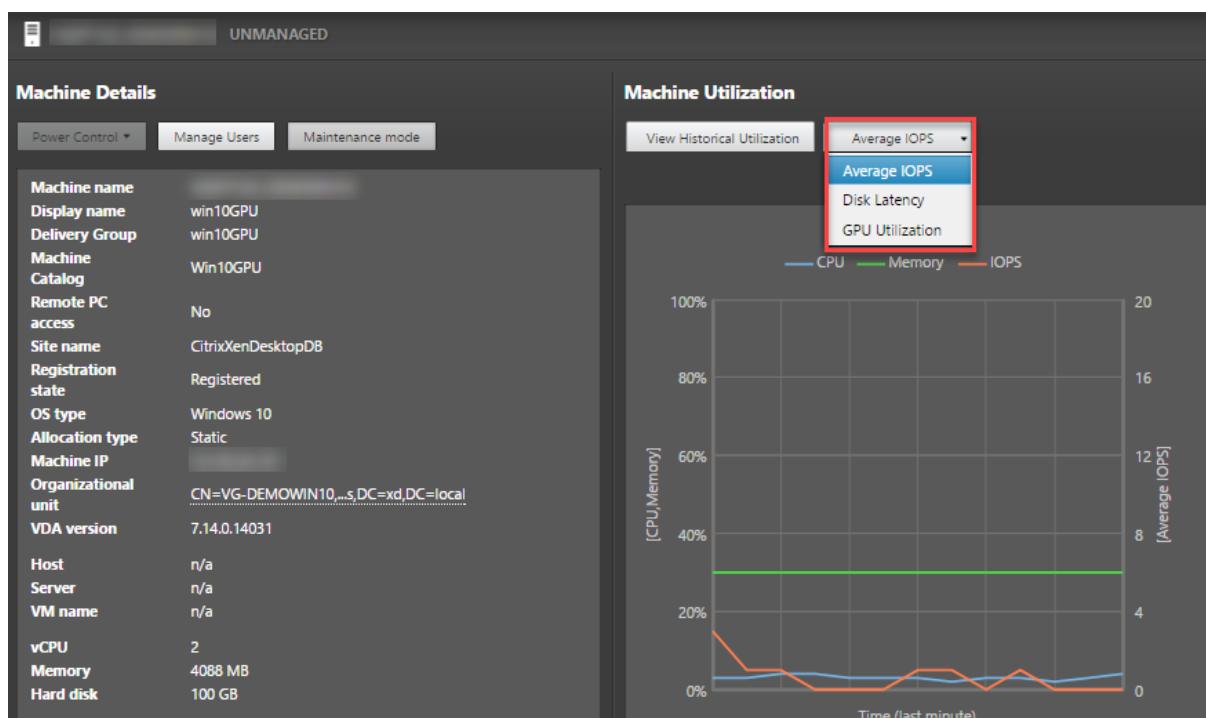 UNMANAGED
Machine Details
Power Control
Manage Users
Maintenance mode
Machine name
Display name win10GPU
Delivery Group win10GPU
Machine
Catalog
Win10GPU
Remote PC
access
No
Site name CitrixXenDesktopDB
Registration
state
Registered
OS type Windows 10
Allocation type Static
Machine IP
Organizational
unit
CN=VG-DEMOWIN10,...s,DC=xd,DC=local
VDA version 7.14.0.14031
Host n/a
Server n/a
VM name n/a
vCPU 2
Memory 4088 MB
Hard disk 100 GB
Machine Utilization
View Historical Utilization
Average IOPS
Average IOPS
Disk Latency
GPU Utilization
CPU Memory IOPS
100% 20
80% 16
60% 12
40% 8
20% 4
0% 0
[CPU,Memory]
[Average IOPS]
Time (last minute)